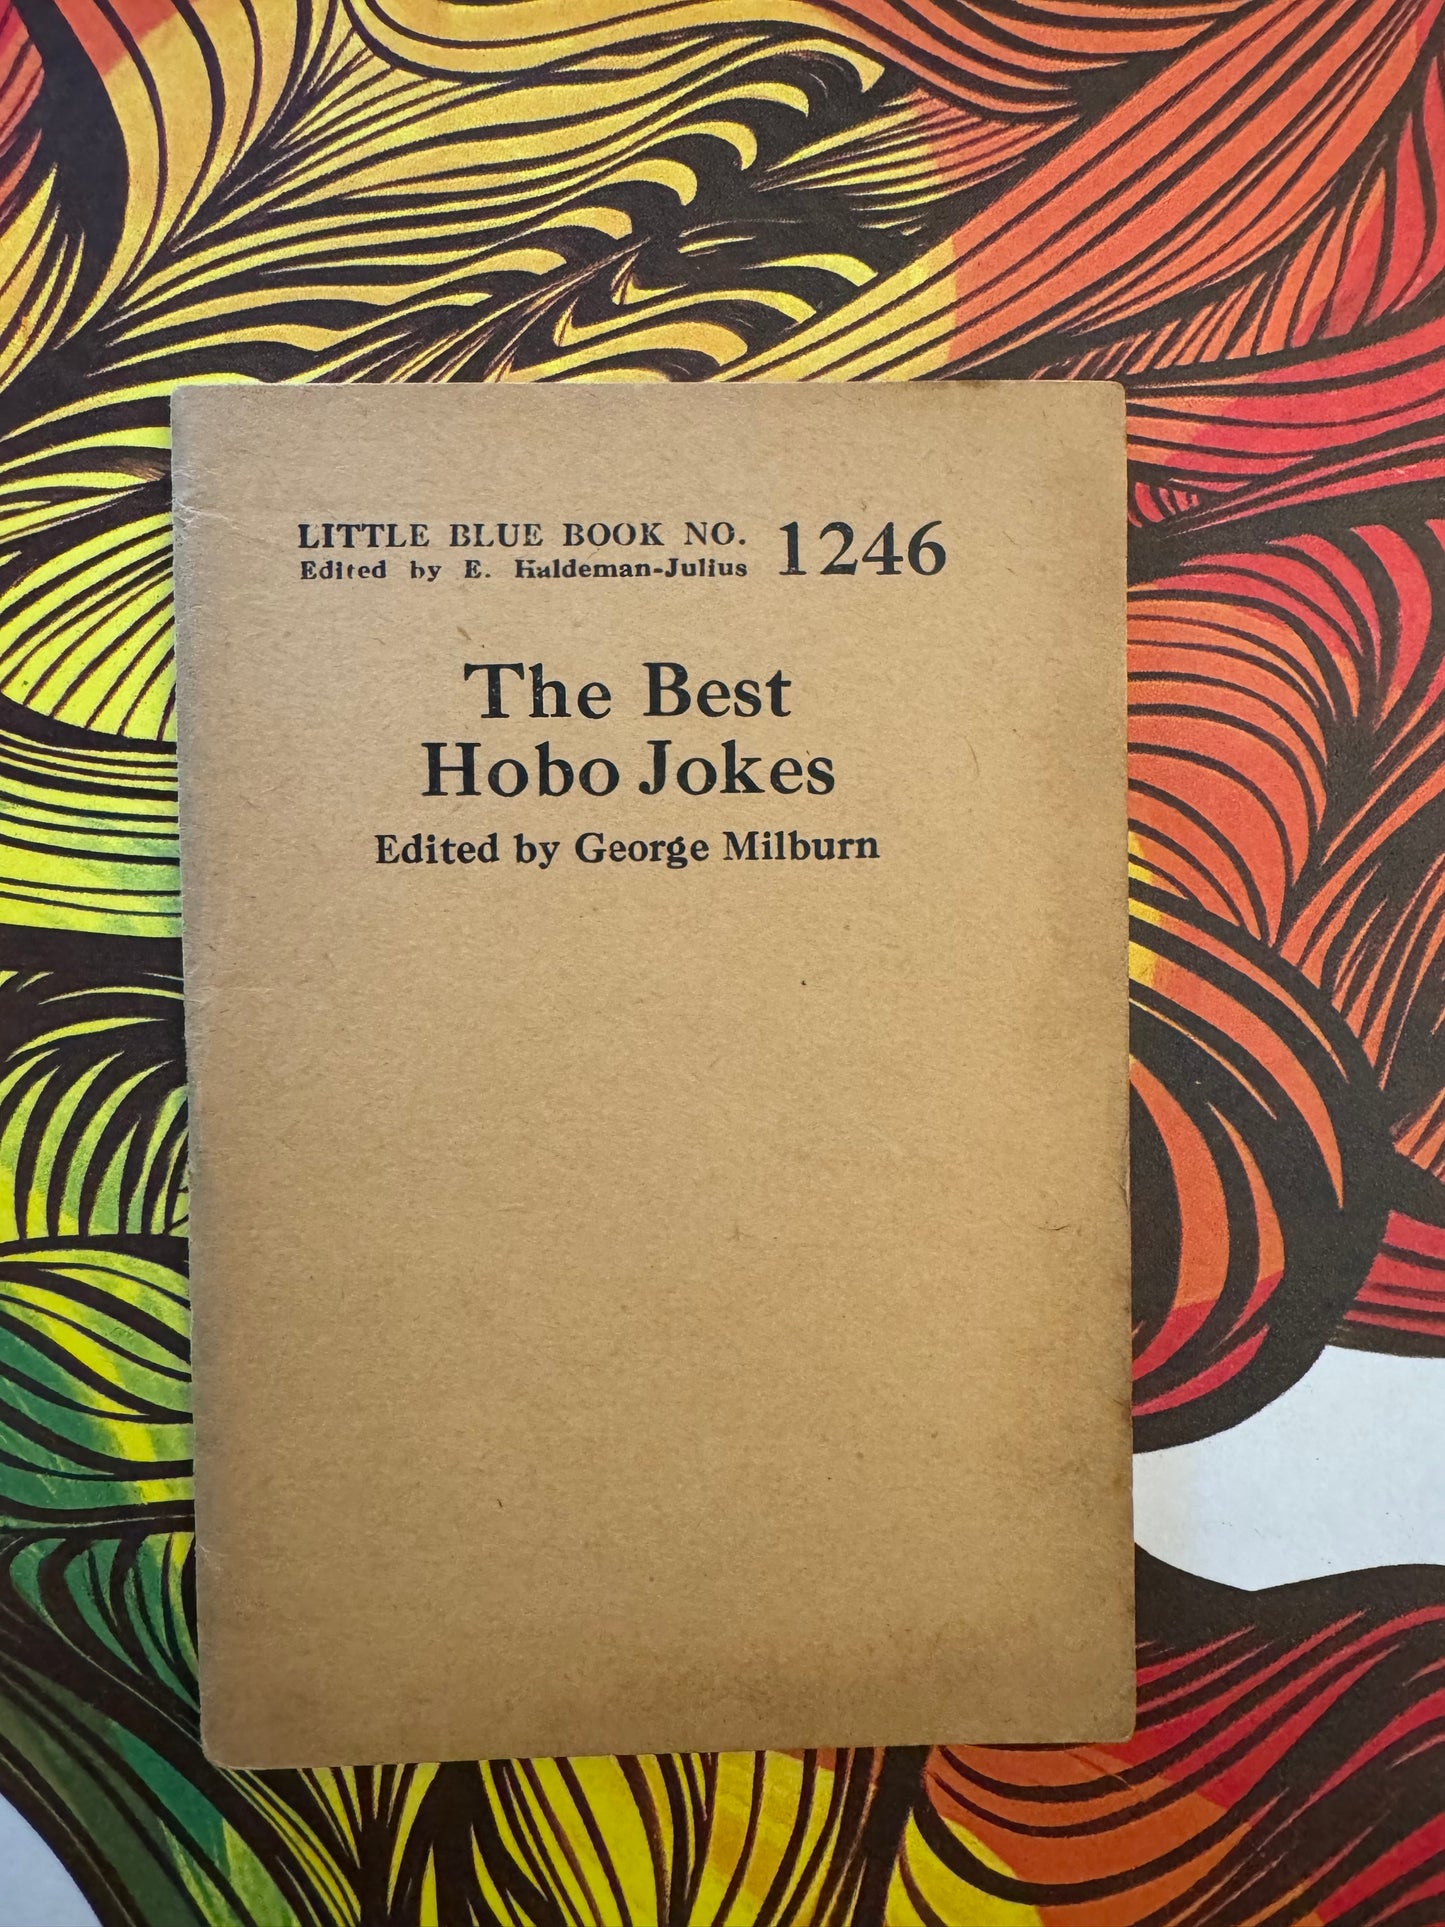 LITTLE BLUE BOOK NO. 1246
Edited by E. Haldeman-Julius
The Best
Hobo Jokes
Edited by George Milburn